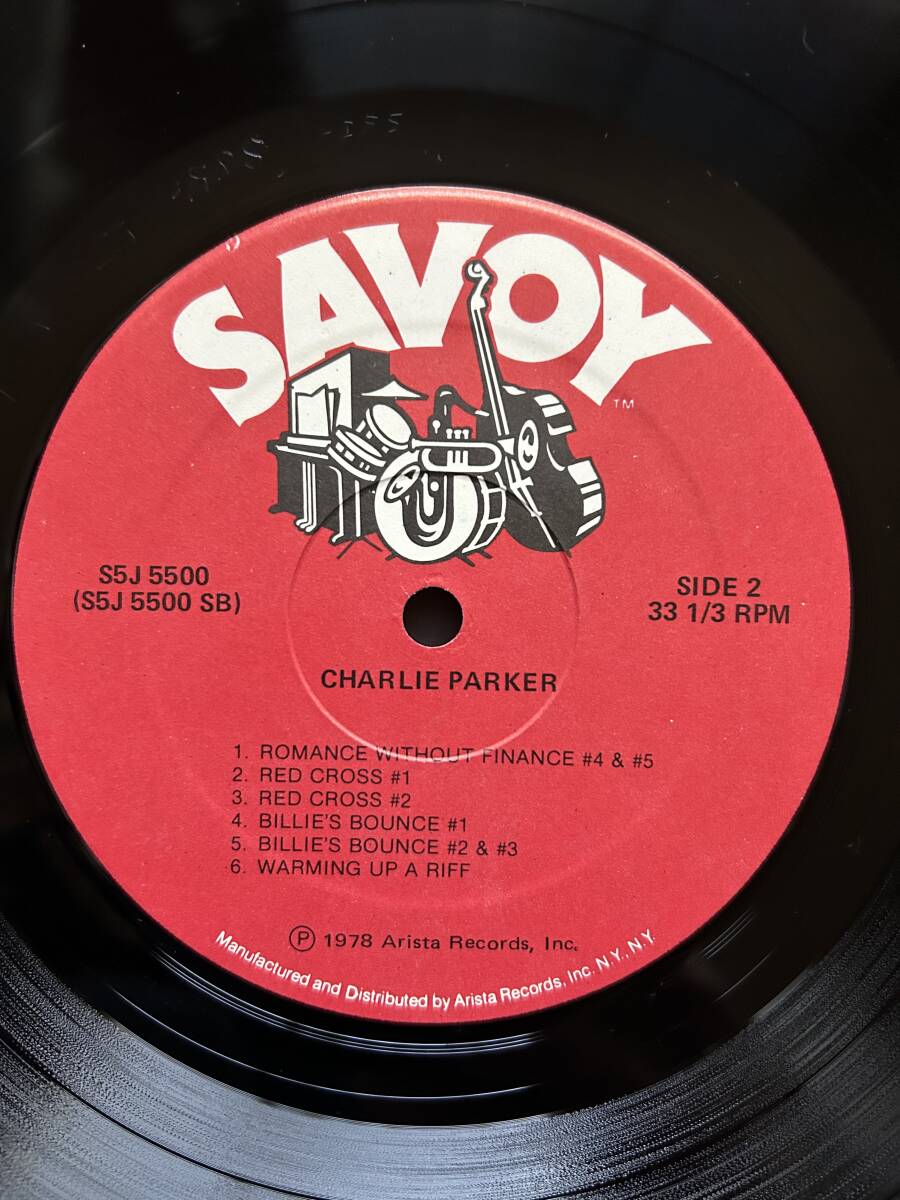 SAVOY
TM
S5J 5500
(S5J 5500 SB)
SIDE 2
33 1/3 RPM
CHARLIE PARKER
1. ROMANCE WITHOUT FINANCE #4 & #5
2. RED CROSS #1
3. RED CROSS #2
4. BILLIE'S BOUNCE #1
5. BILLIE'S BOUNCE #2 & #3
6. WARMING UP A RIFF
Ⓟ 1978 Arista Records, Inc.
Manufactured and Distributed by Arista Records, Inc. N.Y., N.Y.